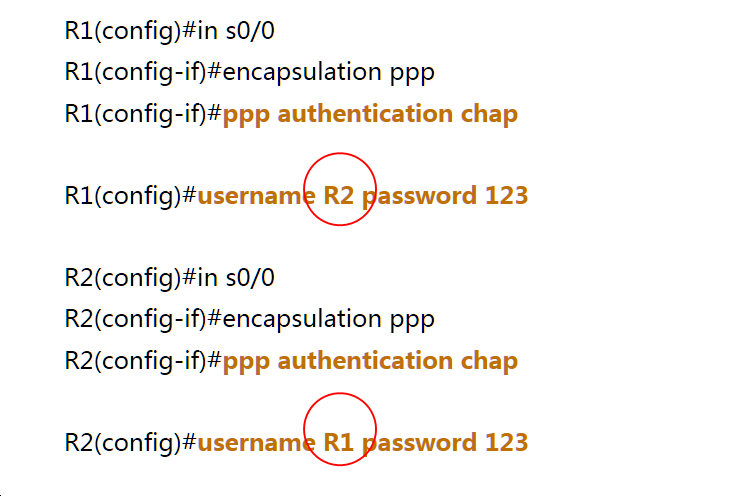 R1(config)#in s0/0
R1(config-if)#encapsulation ppp
R1(config-if)#ppp authentication chap
R1(config)#username R2 password 123
R2(config)#in s0/0
R2(config-if)#encapsulation ppp
R2(config-if)#ppp authentication chap
R2(config)#username R1 password 123